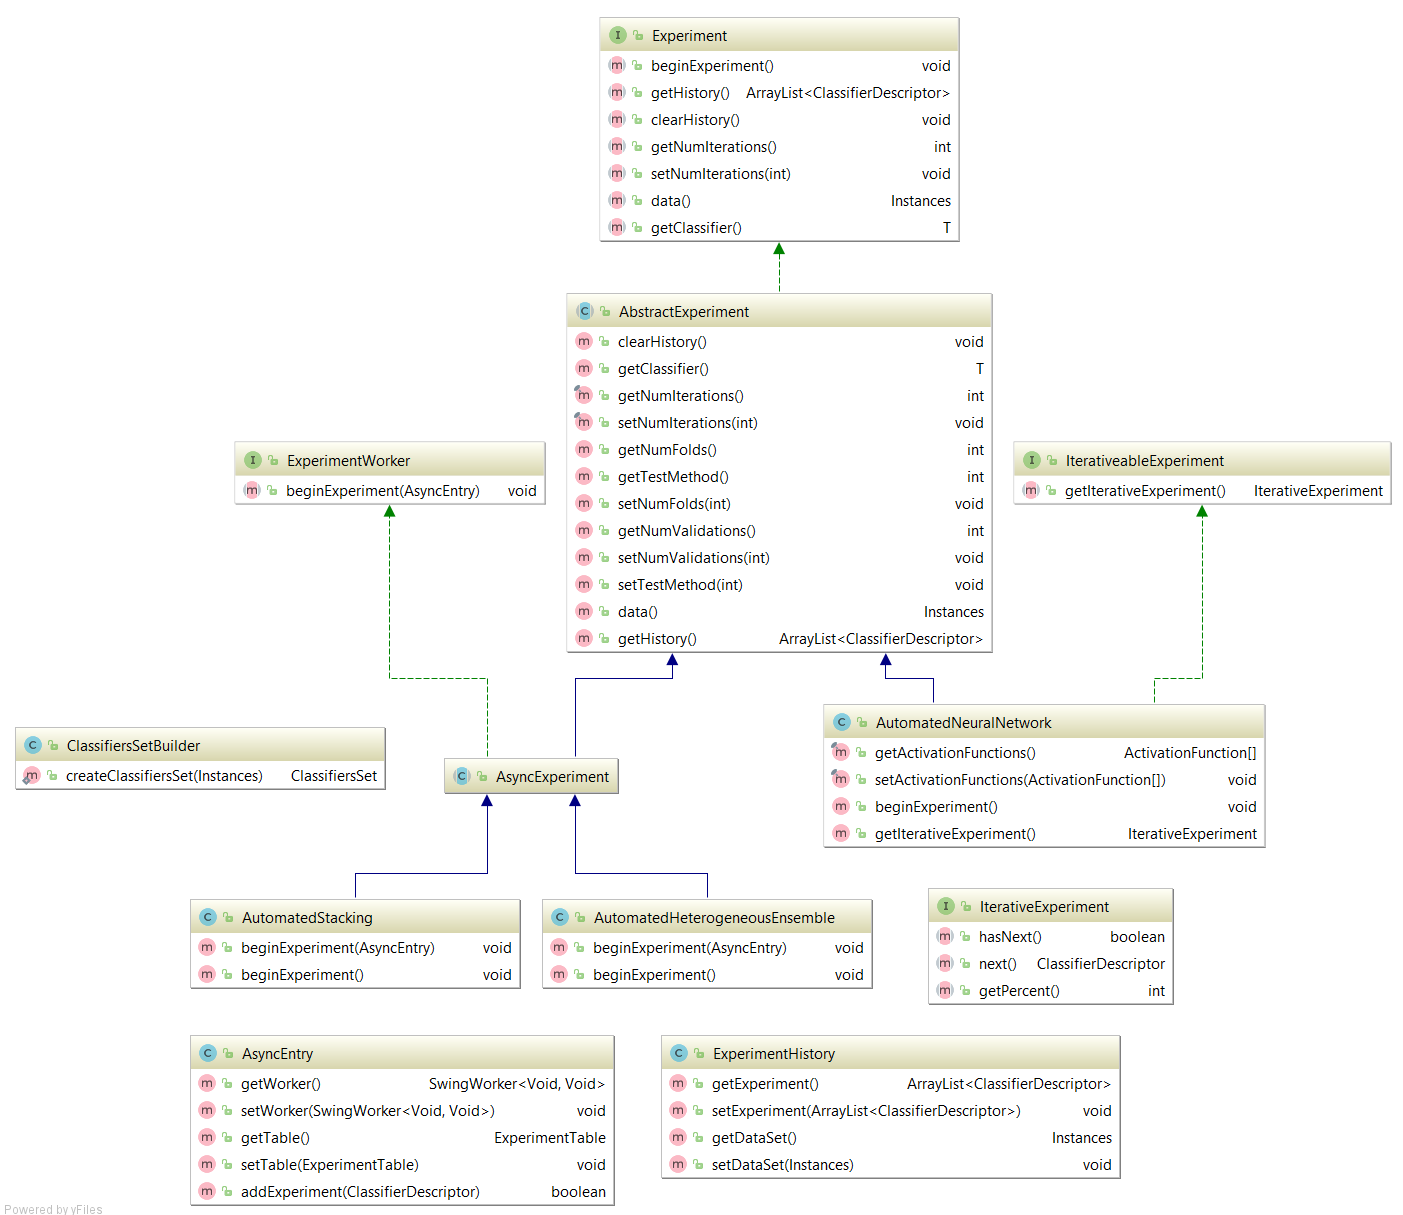 Experiment
beginExperiment() void
getHistory() ArrayList<ClassifierDescriptor>
clearHistory() void
getNumIterations() int
setNumIterations(int) void
data() Instances
getClassifier() T
AbstractExperiment
clearHistory() void
getClassifier() T
getNumIterations() int
setNumIterations(int) void
getNumFolds() int
getTestMethod() int
setNumFolds(int) void
getNumValidations() int
setNumValidations(int) void
setTestMethod(int) void
data() Instances
getHistory() ArrayList<ClassifierDescriptor>
ExperimentWorker
beginExperiment(AsyncEntry) void
IterativeableExperiment
getIterativeExperiment() IterativeExperiment
ClassifiersSetBuilder
createClassifiersSet(Instances) ClassifiersSet
AsyncExperiment
AutomatedNeuralNetwork
getActivationFunctions() ActivationFunction[]
setActivationFunctions(ActivationFunction[]) void
beginExperiment() void
getIterativeExperiment() IterativeExperiment
AutomatedStacking
beginExperiment(AsyncEntry) void
beginExperiment() void
AutomatedHeterogeneousEnsemble
beginExperiment(AsyncEntry) void
beginExperiment() void
IterativeExperiment
hasNext() boolean
next() ClassifierDescriptor
getPercent() int
AsyncEntry
getWorker() SwingWorker<Void, Void>
setWorker(SwingWorker<Void, Void>) void
getTable() ExperimentTable
setTable(ExperimentTable) void
addExperiment(ClassifierDescriptor) boolean
ExperimentHistory
getExperiment() ArrayList<ClassifierDescriptor>
setExperiment(ArrayList<ClassifierDescriptor>) void
getDataSet() Instances
setDataSet(Instances) void
Powered by yFiles